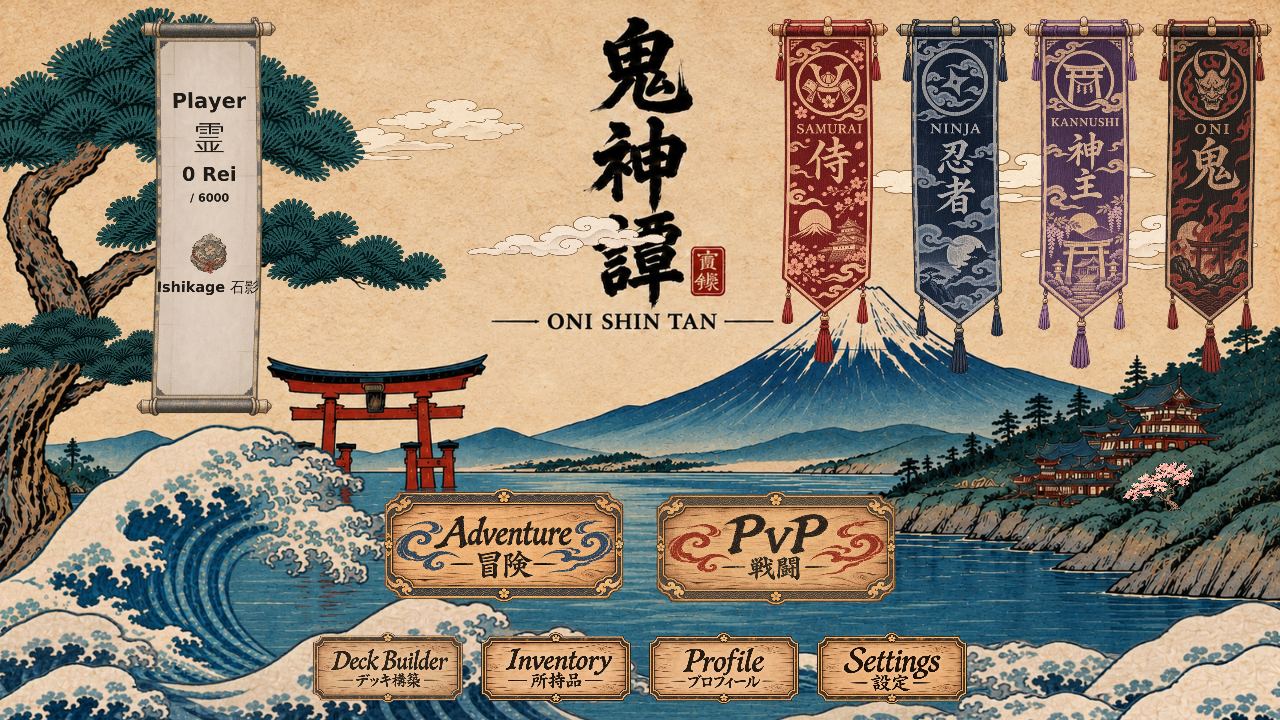 Player
霊
0 Rei
/ 6000
Ishikage 石影
鬼神譚
ONI SHIN TAN
SAMURAI
侍
NINJA
忍者
KANNUSHI
神主
ONI
鬼
Adventure
冒険
PvP
戦闘
Deck Builder
デッキ構築
Inventory
所持品
Profile
プロフィール
Settings
設定